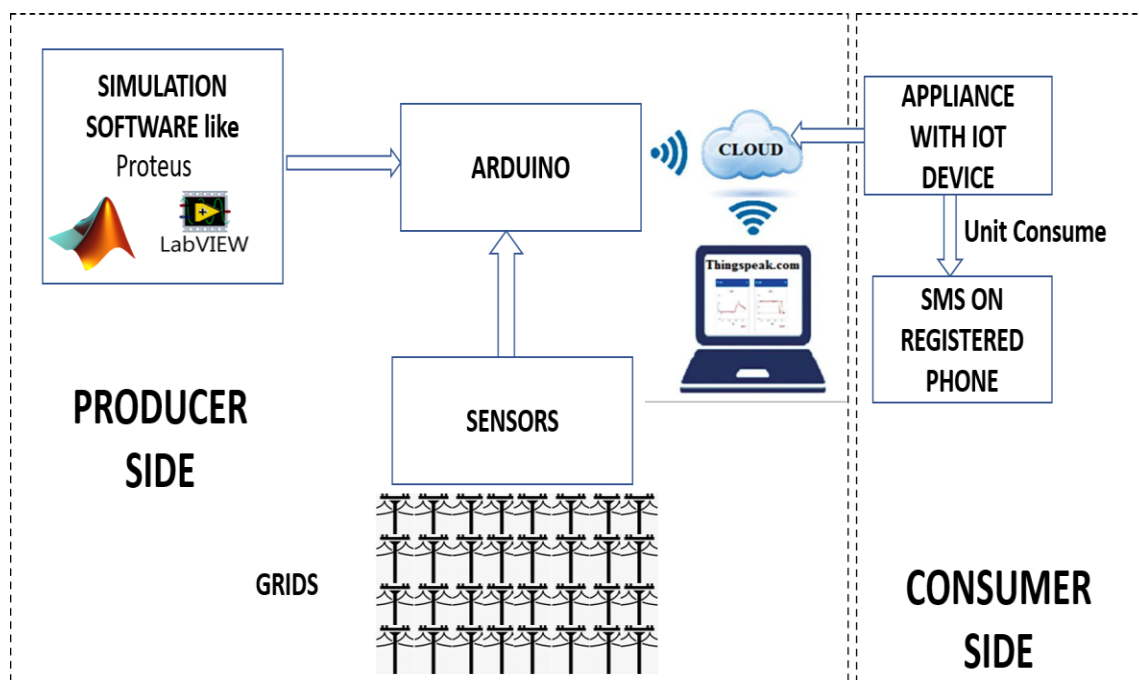 SIMULATION
SOFTWARE like
Proteus
LabVIEW
ARDUINO
CLOUD
Thingspeak.com
SENSORS
PRODUCER
SIDE
GRIDS
APPLIANCE
WITH IOT
DEVICE
Unit Consume
SMS ON
REGISTERED
PHONE
CONSUMER
SIDE